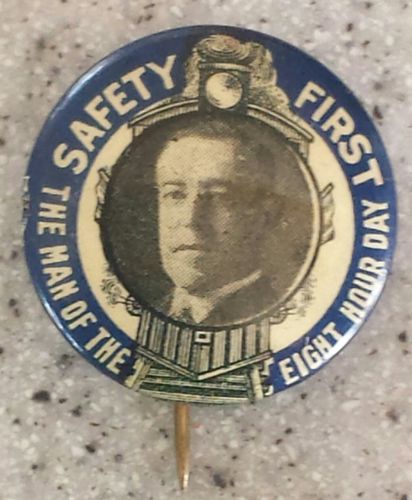 SAFETY FIRST
THE MAN OF THE EIGHT HOUR DAY